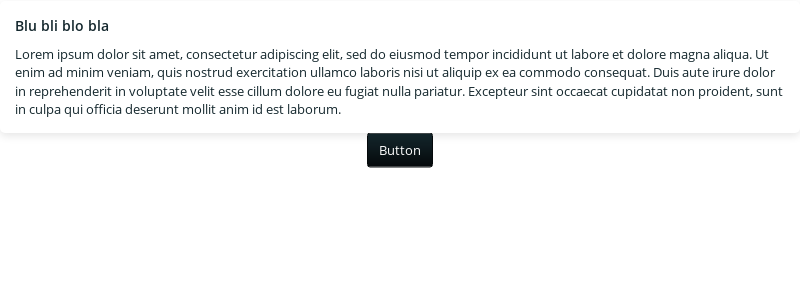 Blu bli blo bla
Lorem ipsum dolor sit amet, consectetur adipiscing elit, sed do eiusmod tempor incididunt ut labore et dolore magna aliqua. Ut
enim ad minim veniam, quis nostrud exercitation ullamco laboris nisi ut aliquip ex ea commodo consequat. Duis aute irure dolor
in reprehenderit in voluptate velit esse cillum dolore eu fugiat nulla pariatur. Excepteur sint occaecat cupidatat non proident, sunt
in culpa qui officia deserunt mollit anim id est laborum.
Button